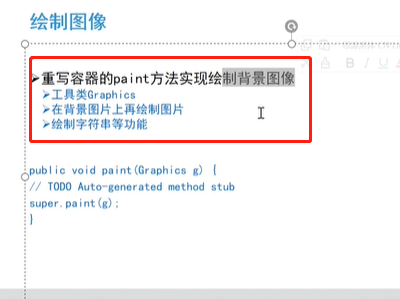 绘制图像
➢重写容器的paint方法实现绘制背景图像
➢工具类Graphics
➢在背景图片上再绘制图片
➢绘制字符串等功能
public void paint(Graphics g) {
// TODO Auto-generated method stub
super.paint(g);
}
B I U